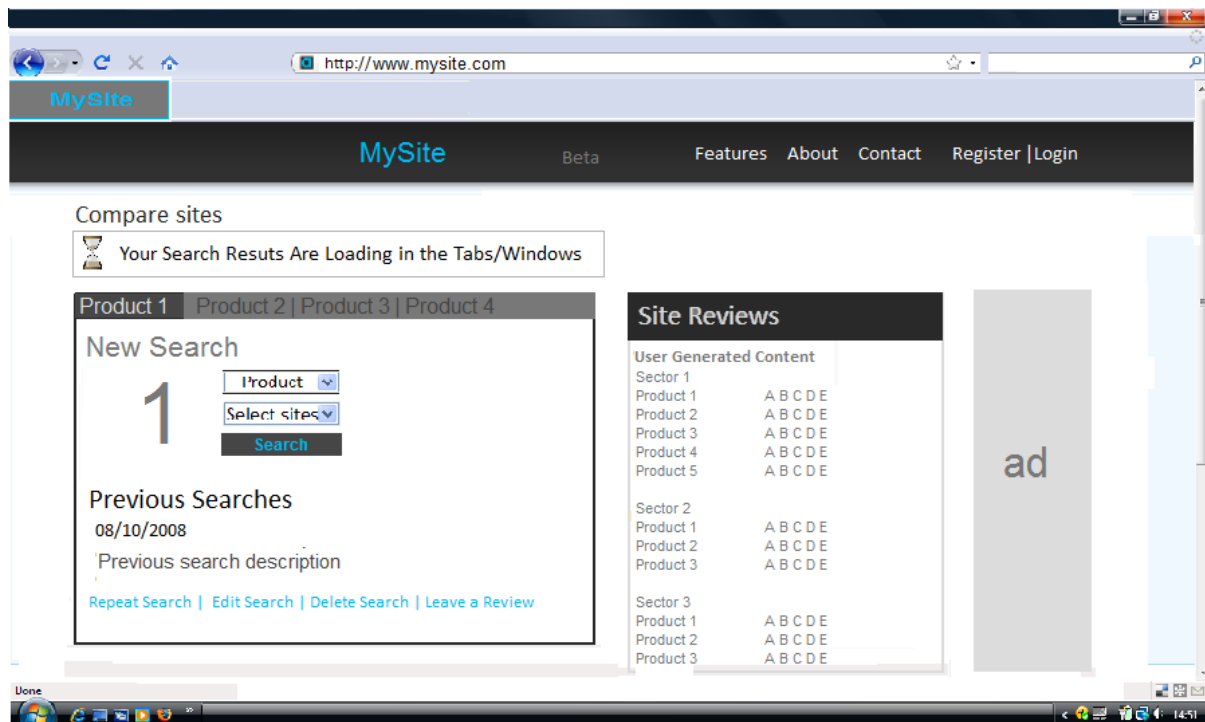 http://www.mysite.com
MySIte
MySite Beta Features About Contact Register |Login
Compare sites
Your Search Resuts Are Loading in the Tabs/Windows
Product 1 Product 2 | Product 3 | Product 4
New Search
1
Product
Select sites
Search
Previous Searches
08/10/2008
Previous search description
Repeat Search | Edit Search | Delete Search | Leave a Review
Site Reviews
User Generated Content
Sector 1
Product 1 A B C D E
Product 2 A B C D E
Product 3 A B C D E
Product 4 A B C D E
Product 5 A B C D E
Sector 2
Product 1 A B C D E
Product 2 A B C D E
Product 3 A B C D E
Sector 3
Product 1 A B C D E
Product 2 A B C D E
Product 3 A B C D E
ad
Done
14:51